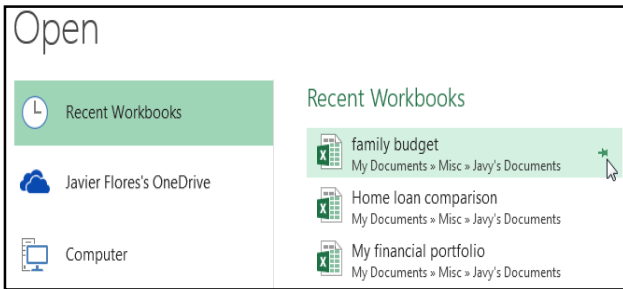 Open
Recent Workbooks
Javier Flores's OneDrive
Computer
Recent Workbooks
family budget
My Documents » Misc » Javy's Documents
Home loan comparison
My Documents » Misc » Javy's Documents
My financial portfolio
My Documents » Misc » Javy's Documents